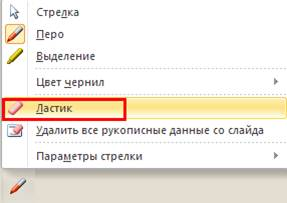 Стрелка
Перо
Выделение
Цвет чернил
Ластик
Удалить все рукописные данные со слайда
Параметры стрелки